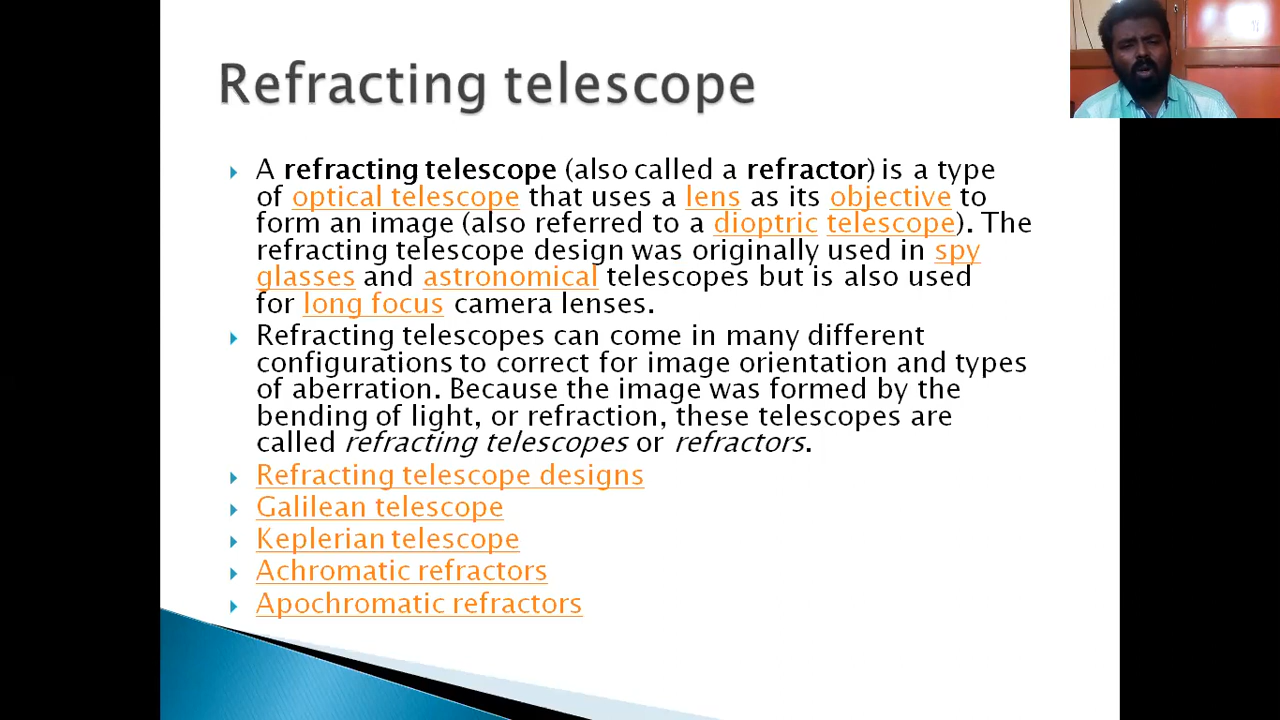 Refracting telescope
A refracting telescope (also called a refractor) is a type
of optical telescope that uses a lens as its objective to
form an image (also referred to a dioptric telescope). The
refracting telescope design was originally used in spy
glasses and astronomical telescopes but is also used
for long focus camera lenses.
Refracting telescopes can come in many different
configurations to correct for image orientation and types
of aberration. Because the image was formed by the
bending of light, or refraction, these telescopes are
called refracting telescopes or refractors.
Refracting telescope designs
Galilean telescope
Keplerian telescope
Achromatic refractors
Apochromatic refractors